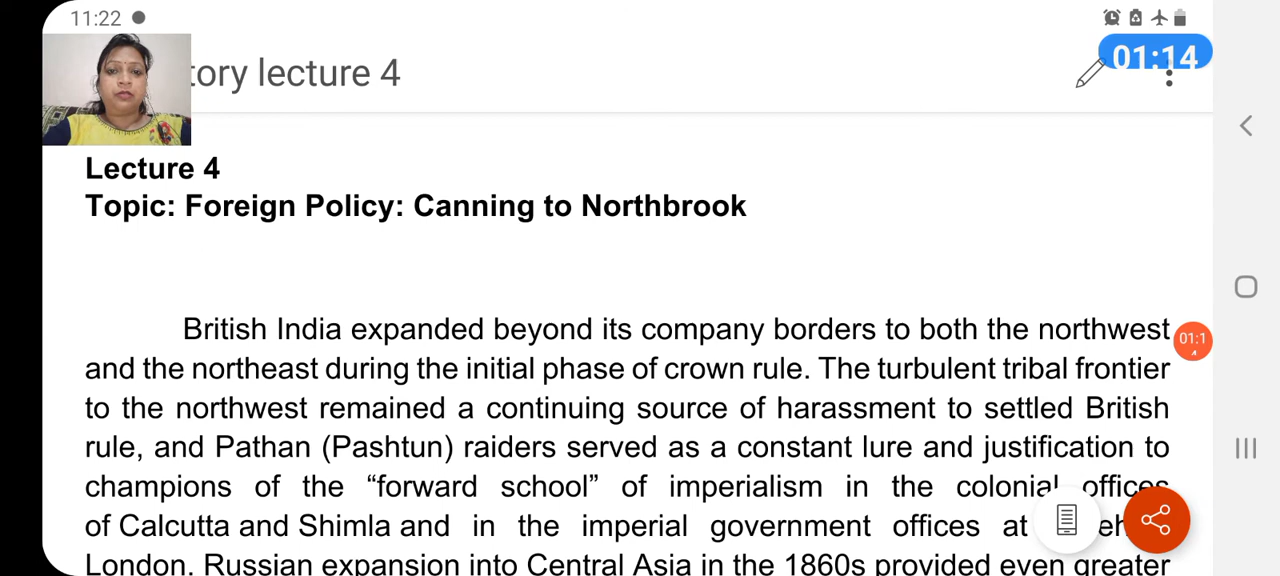 11:22
01:14
tory lecture 4
Lecture 4
Topic: Foreign Policy: Canning to Northbrook
British India expanded beyond its company borders to both the northwest
01:1
and the northeast during the initial phase of crown rule. The turbulent tribal frontier
to the northwest remained a continuing source of harassment to settled British
rule, and Pathan (Pashtun) raiders served as a constant lure and justification to
champions of the “forward school” of imperialism in the colonial offices
of Calcutta and Shimla and in the imperial government offices at
London. Russian expansion into Central Asia in the 1860s provided even greater